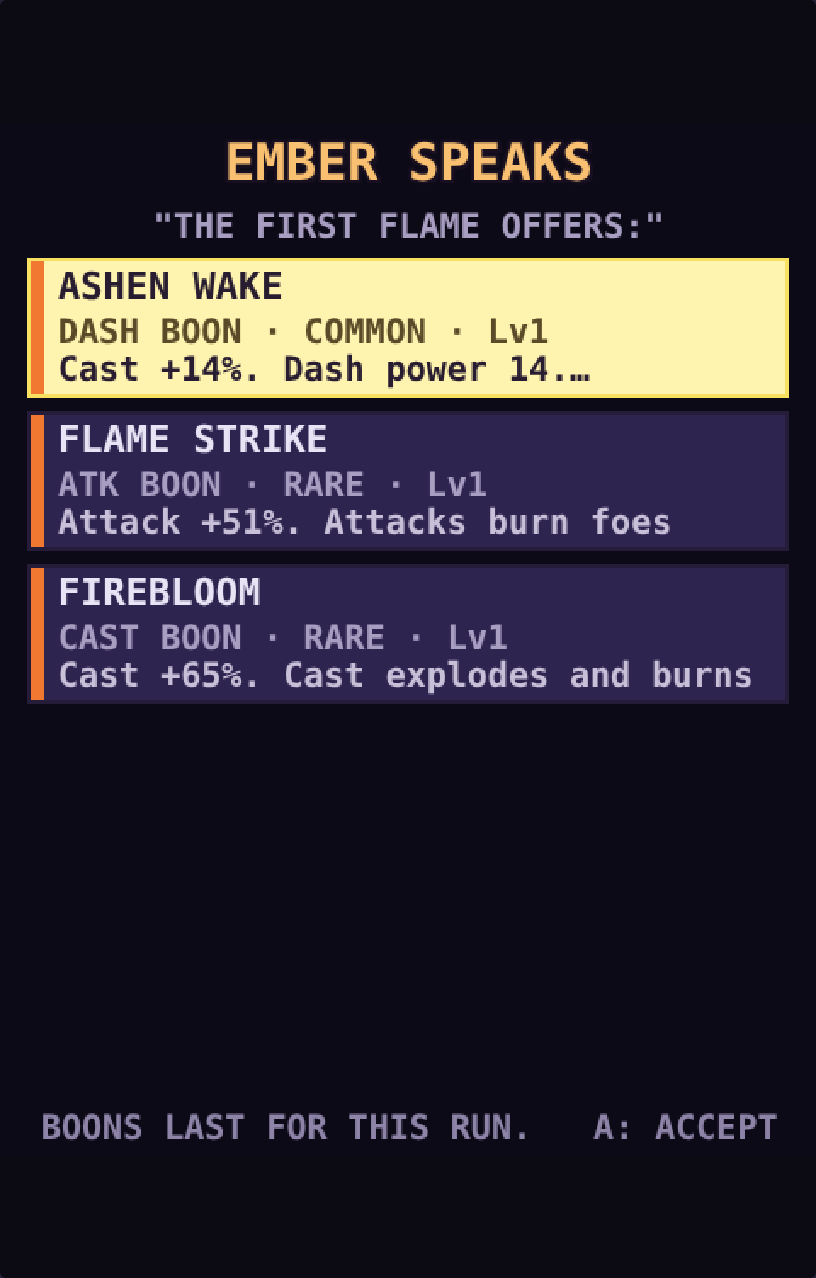 EMBER SPEAKS
"THE FIRST FLAME OFFERS:"
ASHEN WAKE
DASH BOON · COMMON · Lv1
Cast +14%. Dash power 14.…
FLAME STRIKE
ATK BOON · RARE · Lv1
Attack +51%. Attacks burn foes
FIREBLOOM
CAST BOON · RARE · Lv1
Cast +65%. Cast explodes and burns
BOONS LAST FOR THIS RUN. A: ACCEPT